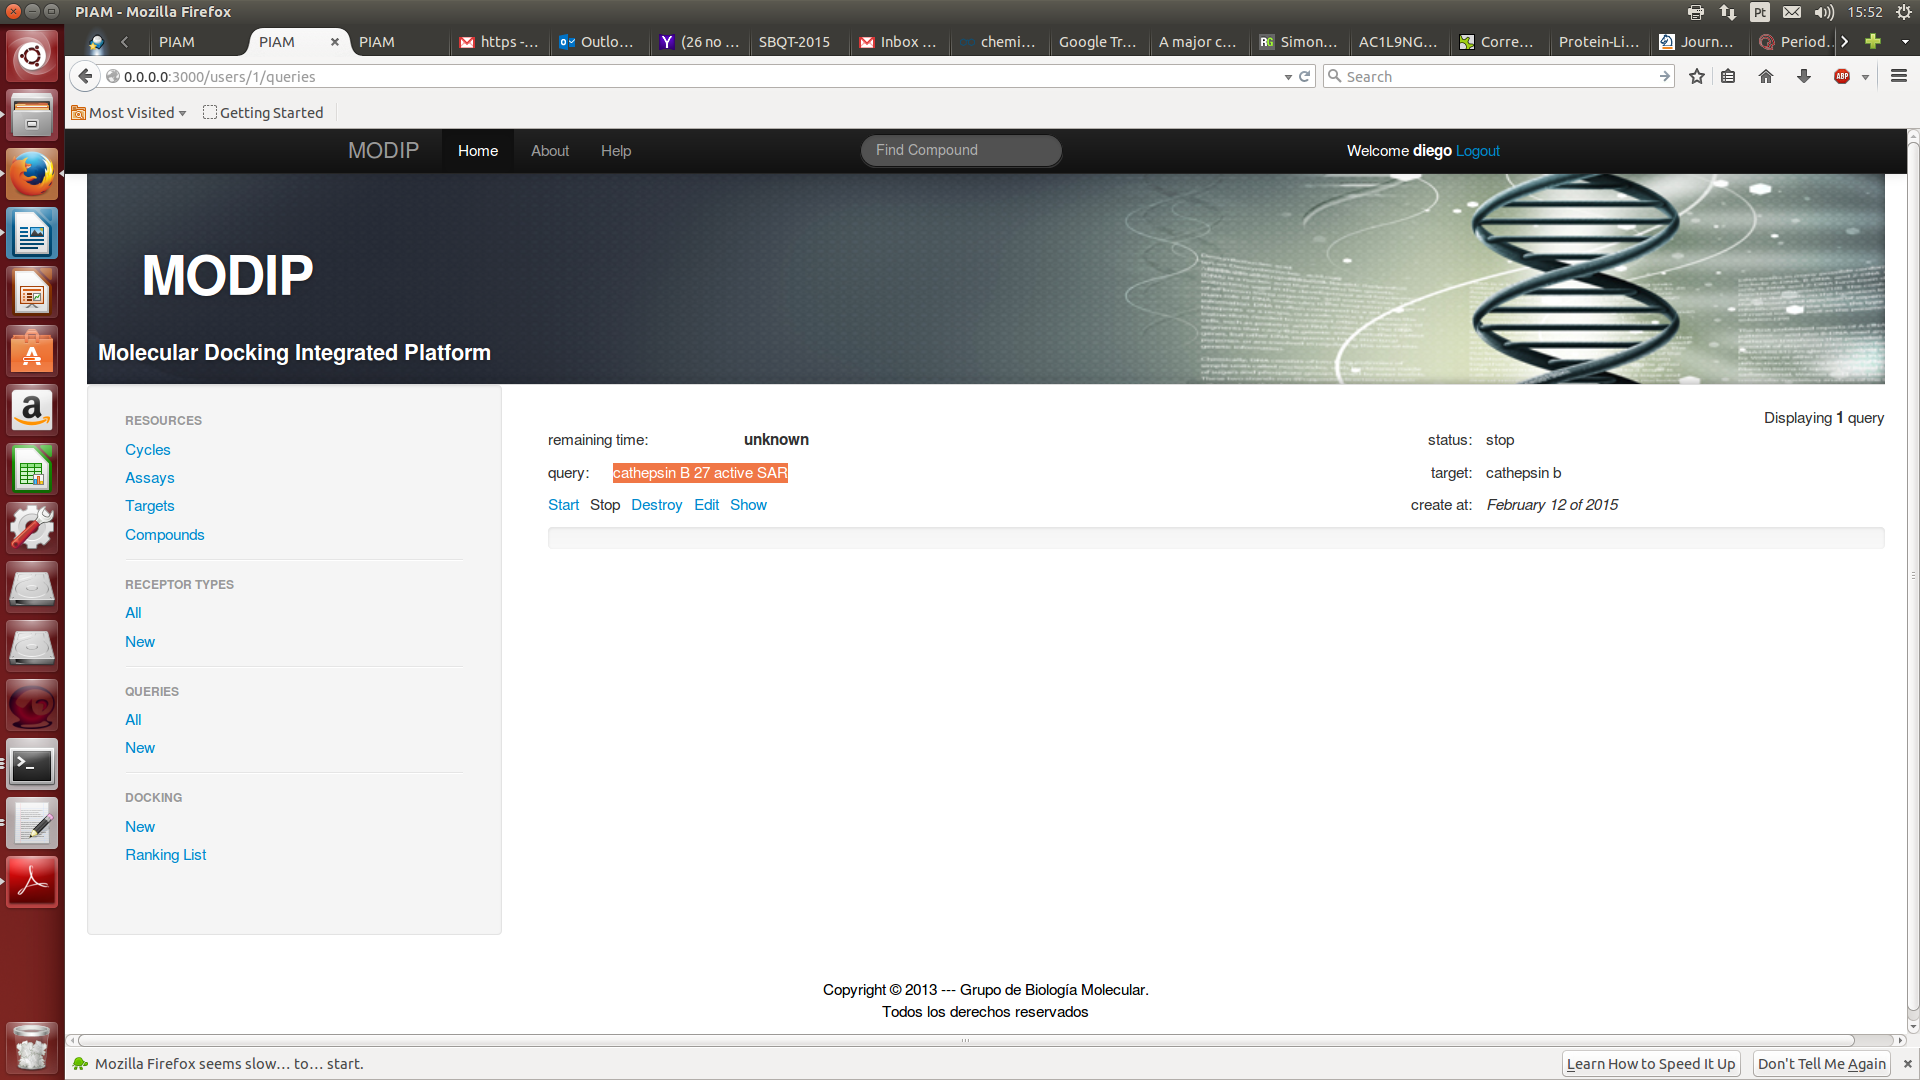 PIAM - Mozilla Firefox
Pt
15:52
PIAM
PIAM
PIAM
https -...
Outlo...
(26 no ...
SBQT-2015
Inbox ...
chemi...
Google Tr...
A major c...
Simon...
AC1L9NG...
Corre...
Protein-Li...
Journ...
Period...
0.0.0.0:3000/users/1/queries
Search
ABP
Most Visited
Getting Started
MODIP
Home
About
Help
Find Compound
Welcome diego Logout
MODIP
Molecular Docking Integrated Platform
RESOURCES
Cycles
Assays
Targets
Compounds
RECEPTOR TYPES
All
New
QUERIES
All
New
DOCKING
New
Ranking List
Displaying 1 query
remaining time: unknown status: stop
query: cathepsin B 27 active SAR target: cathepsin b
Start Stop Destroy Edit Show create at: February 12 of 2015
Copyright © 2013 --- Grupo de Biología Molecular.
Todos los derechos reservados
Mozilla Firefox seems slow... to... start.
Learn How to Speed It Up
Don't Tell Me Again